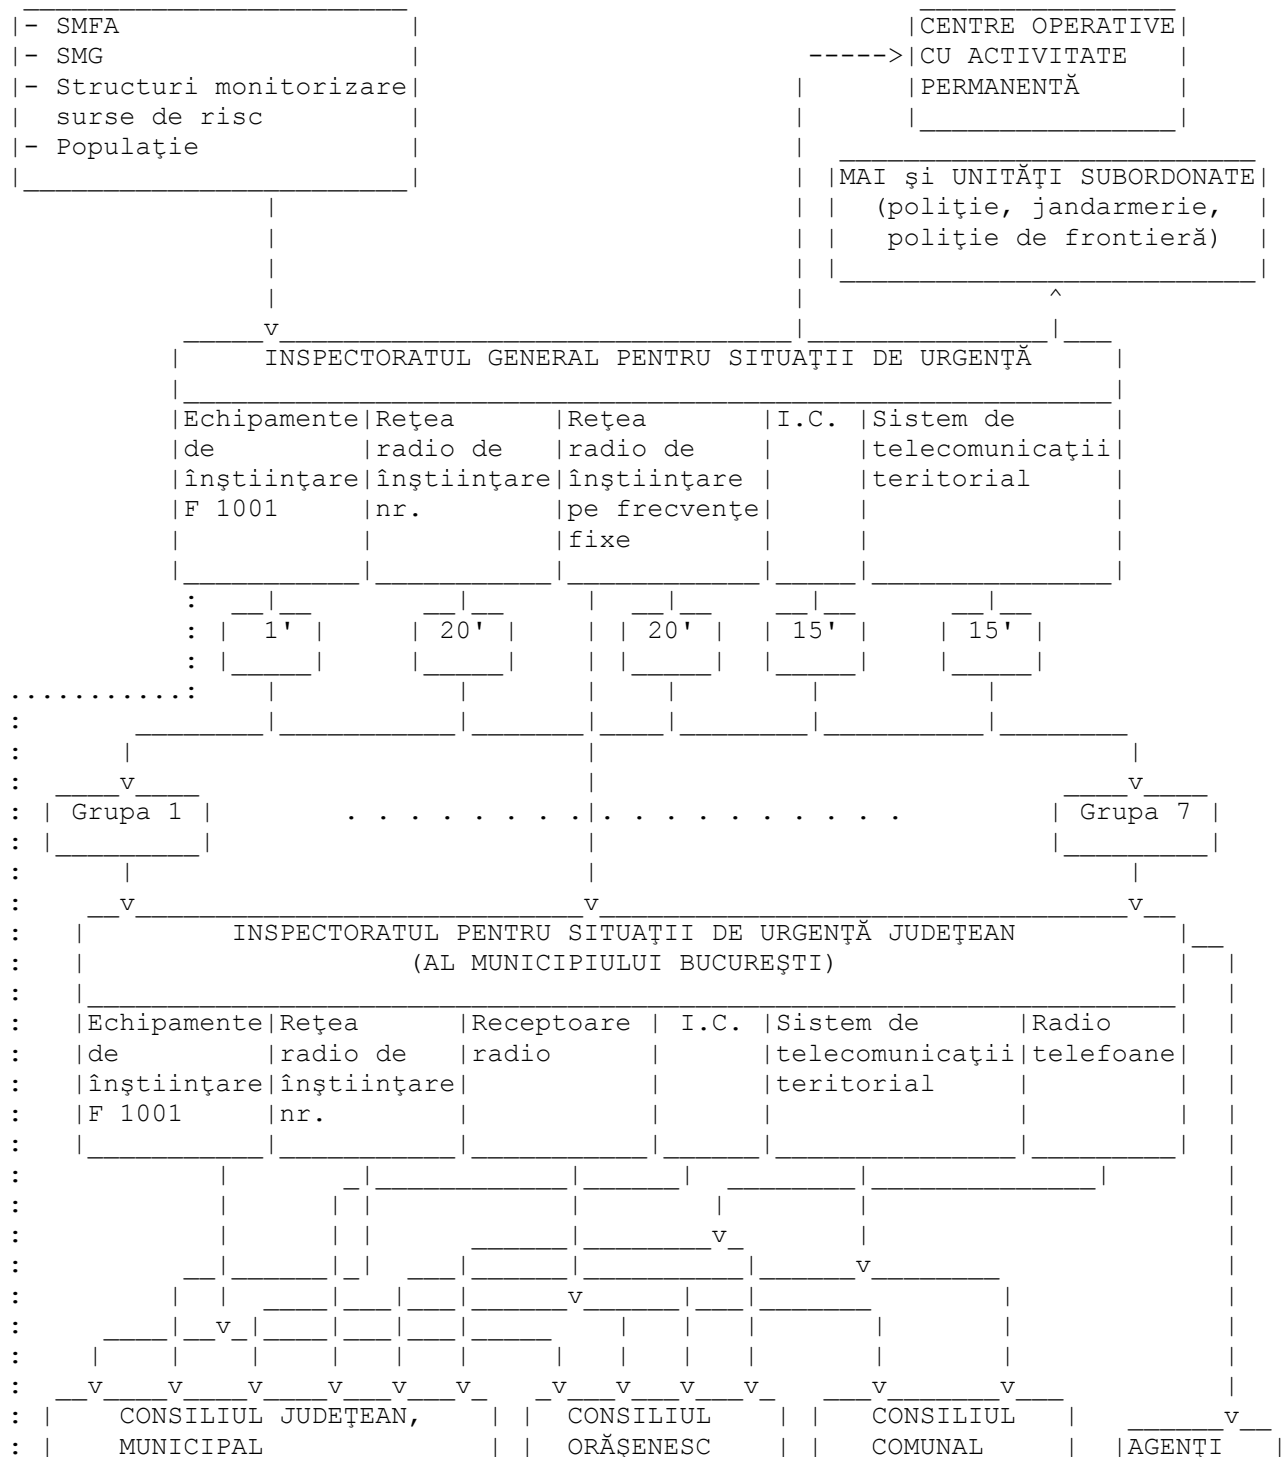 - SMFA
- SMG
- Structuri monitorizare
surse de risc
- Populaţie
CENTRE OPERATIVE
CU ACTIVITATE
PERMANENTĂ
MAI şi UNITĂŢI SUBORDONATE
(poliţie, jandarmerie,
poliţie de frontieră)
INSPECTORATUL GENERAL PENTRU SITUAŢII DE URGENŢĂ
Echipamente
de
înştiinţare
F 1001
Reţea
radio de
înştiinţare
nr.
Reţea
radio de
înştiinţare
pe frecvenţe
fixe
I.C.
Sistem de
telecomunicaţii
teritorial
1'
20'
20'
15'
15'
Grupa 1
Grupa 7
INSPECTORATUL PENTRU SITUAŢII DE URGENŢĂ JUDEŢEAN
(AL MUNICIPIULUI BUCUREŞTI)
Echipamente
de
înştiinţare
F 1001
Reţea
radio de
înştiinţare
nr.
Receptoare
radio
I.C.
Sistem de
telecomunicaţii
teritorial
Radio
telefoane
CONSILIUL JUDEŢEAN,
MUNICIPAL
CONSILIUL
ORĂŞENESC
CONSILIUL
COMUNAL
AGENŢI